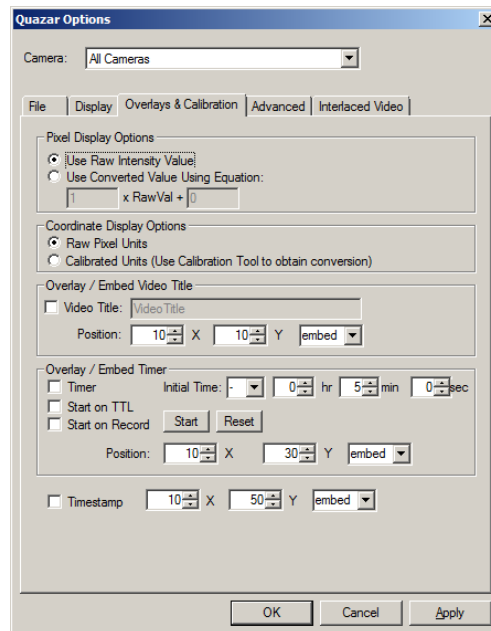 Quazar Options
Camera: All Cameras
File Display Overlays & Calibration Advanced Interlaced Video
Pixel Display Options
Use Raw Intensity Value
Use Converted Value Using Equation:
1 x RawVal + 0
Coordinate Display Options
Raw Pixel Units
Calibrated Units (Use Calibration Tool to obtain conversion)
Overlay / Embed Video Title
Video Title: VideoTitle
Position: 10 X 10 Y embed
Overlay / Embed Timer
Timer Initial Time: - 0 hr 5 min 0 sec
Start on TTL
Start on Record Start Reset
Position: 10 X 30 Y embed
Timestamp 10 X 50 Y embed
OK Cancel Apply